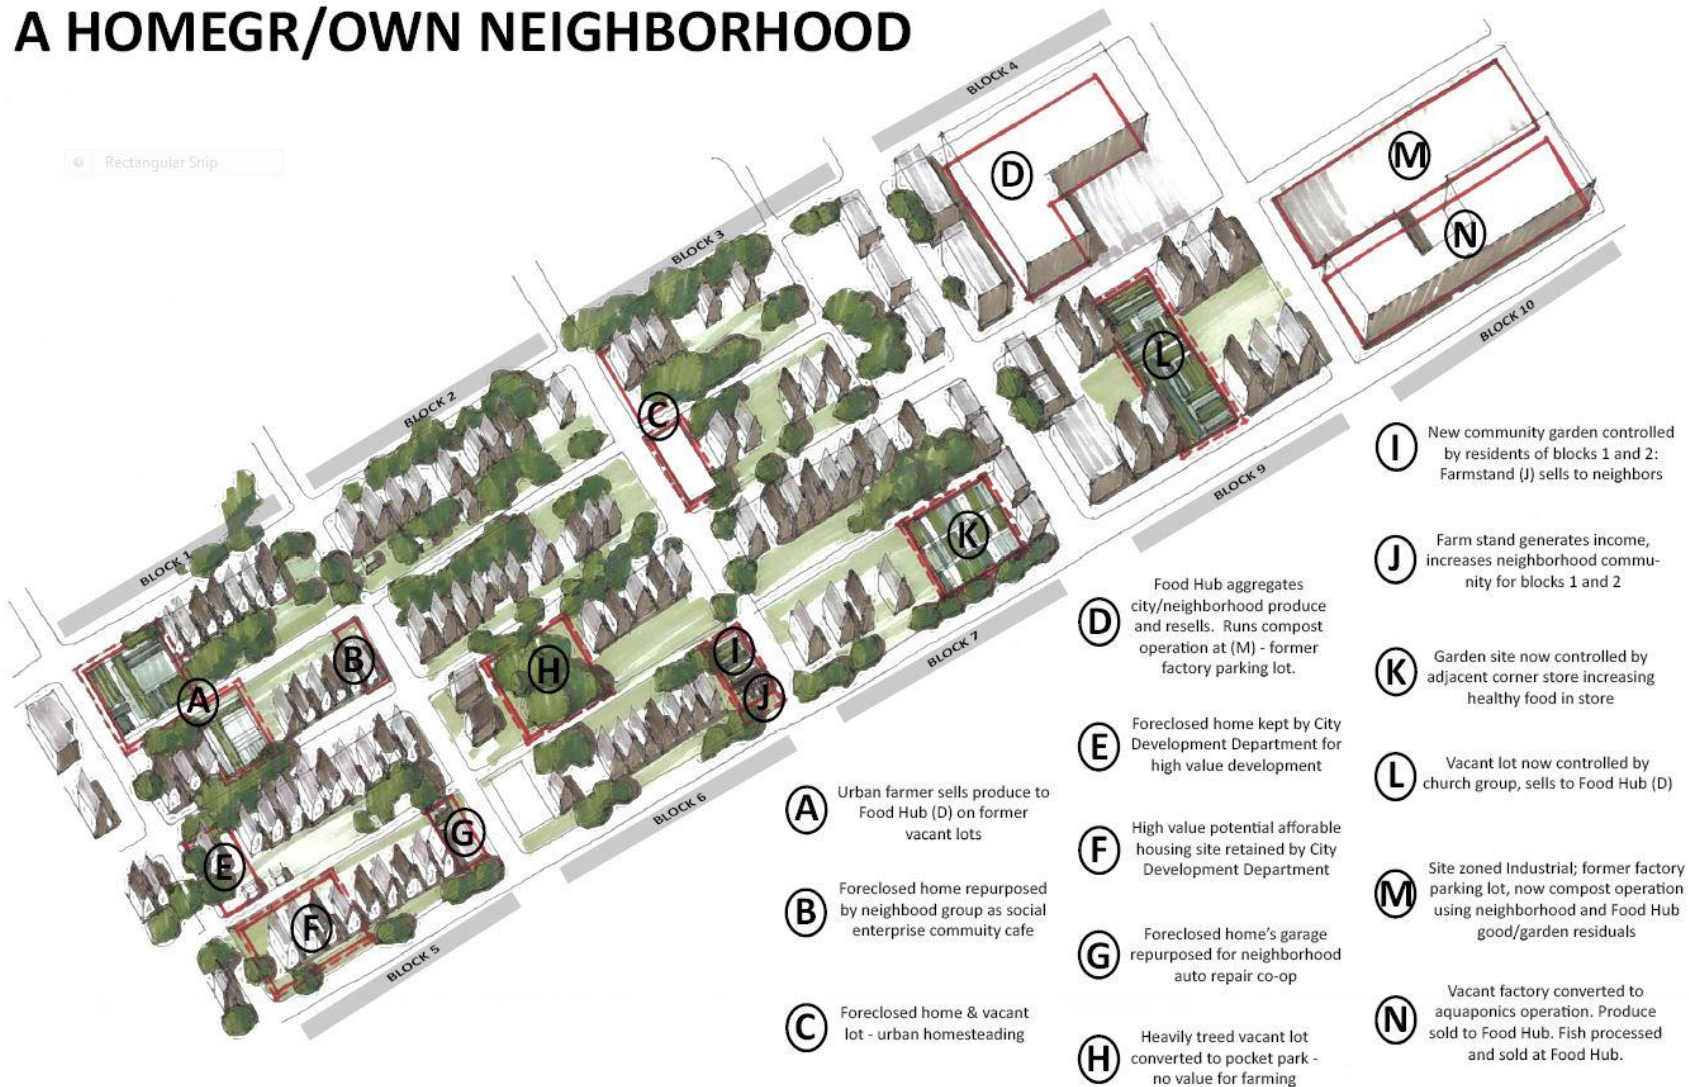 A HOMEGR/OWN NEIGHBORHOOD
Rectangular Snip
BLOCK 1
BLOCK 2
BLOCK 3
BLOCK 4
BLOCK 5
BLOCK 6
BLOCK 7
BLOCK 9
BLOCK 10
A
B
C
D
E
F
G
H
I
J
K
L
M
N
A
Urban farmer sells produce to
Food Hub (D) on former
vacant lots
B
Foreclosed home repurposed
by neighbood group as social
enterprise commuity cafe
C
Foreclosed home & vacant
lot - urban homesteading
D
Food Hub aggregates
city/neighborhood produce
and resells. Runs compost
operation at (M) - former
factory parking lot.
E
Foreclosed home kept by City
Development Department for
high value development
F
High value potential afforable
housing site retained by City
Development Department
G
Foreclosed home's garage
repurposed for neighborhood
auto repair co-op
H
Heavily treed vacant lot
converted to pocket park -
no value for farming
I
New community garden controlled
by residents of blocks 1 and 2:
Farmstand (J) sells to neighbors
J
Farm stand generates income,
increases neighborhood commu-
nity for blocks 1 and 2
K
Garden site now controlled by
adjacent corner store increasing
healthy food in store
L
Vacant lot now controlled by
church group, sells to Food Hub (D)
M
Site zoned Industrial; former factory
parking lot, now compost operation
using neighborhood and Food Hub
good/garden residuals
N
Vacant factory converted to
aquaponics operation. Produce
sold to Food Hub. Fish processed
and sold at Food Hub.